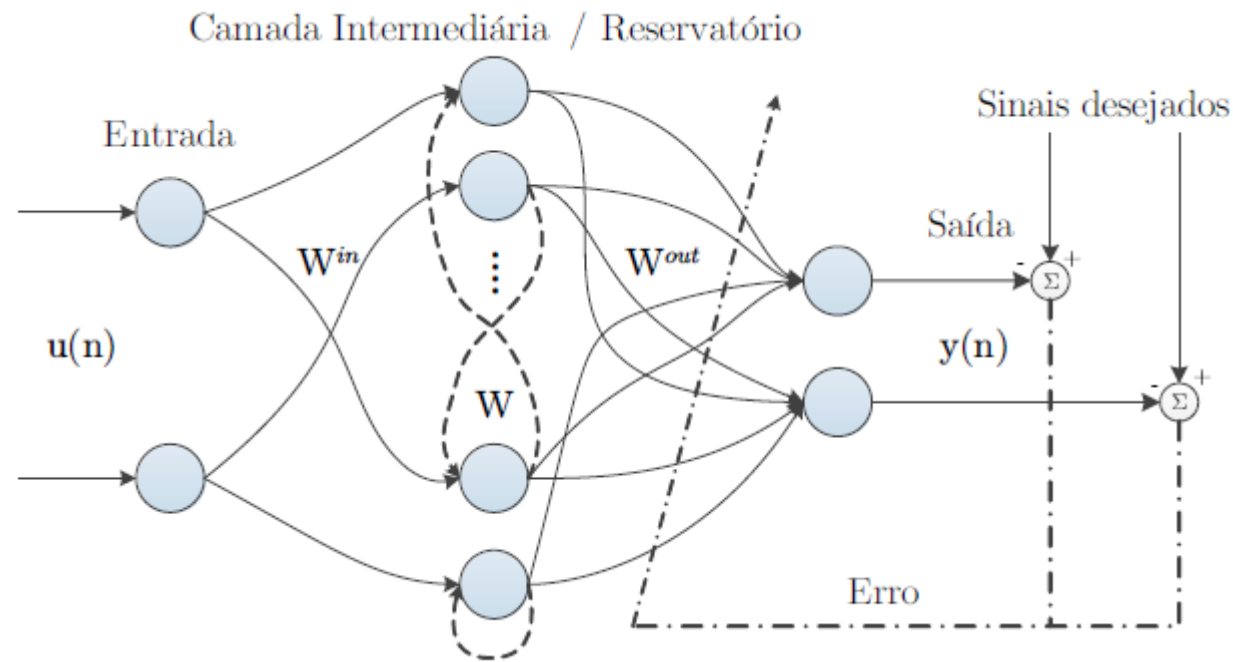 Camada Intermediária / Reservatório
Sinais desejados
Entrada
Saída
W^in
W^out
- +
Σ
u(n)
y(n)
- +
Σ
W
Erro